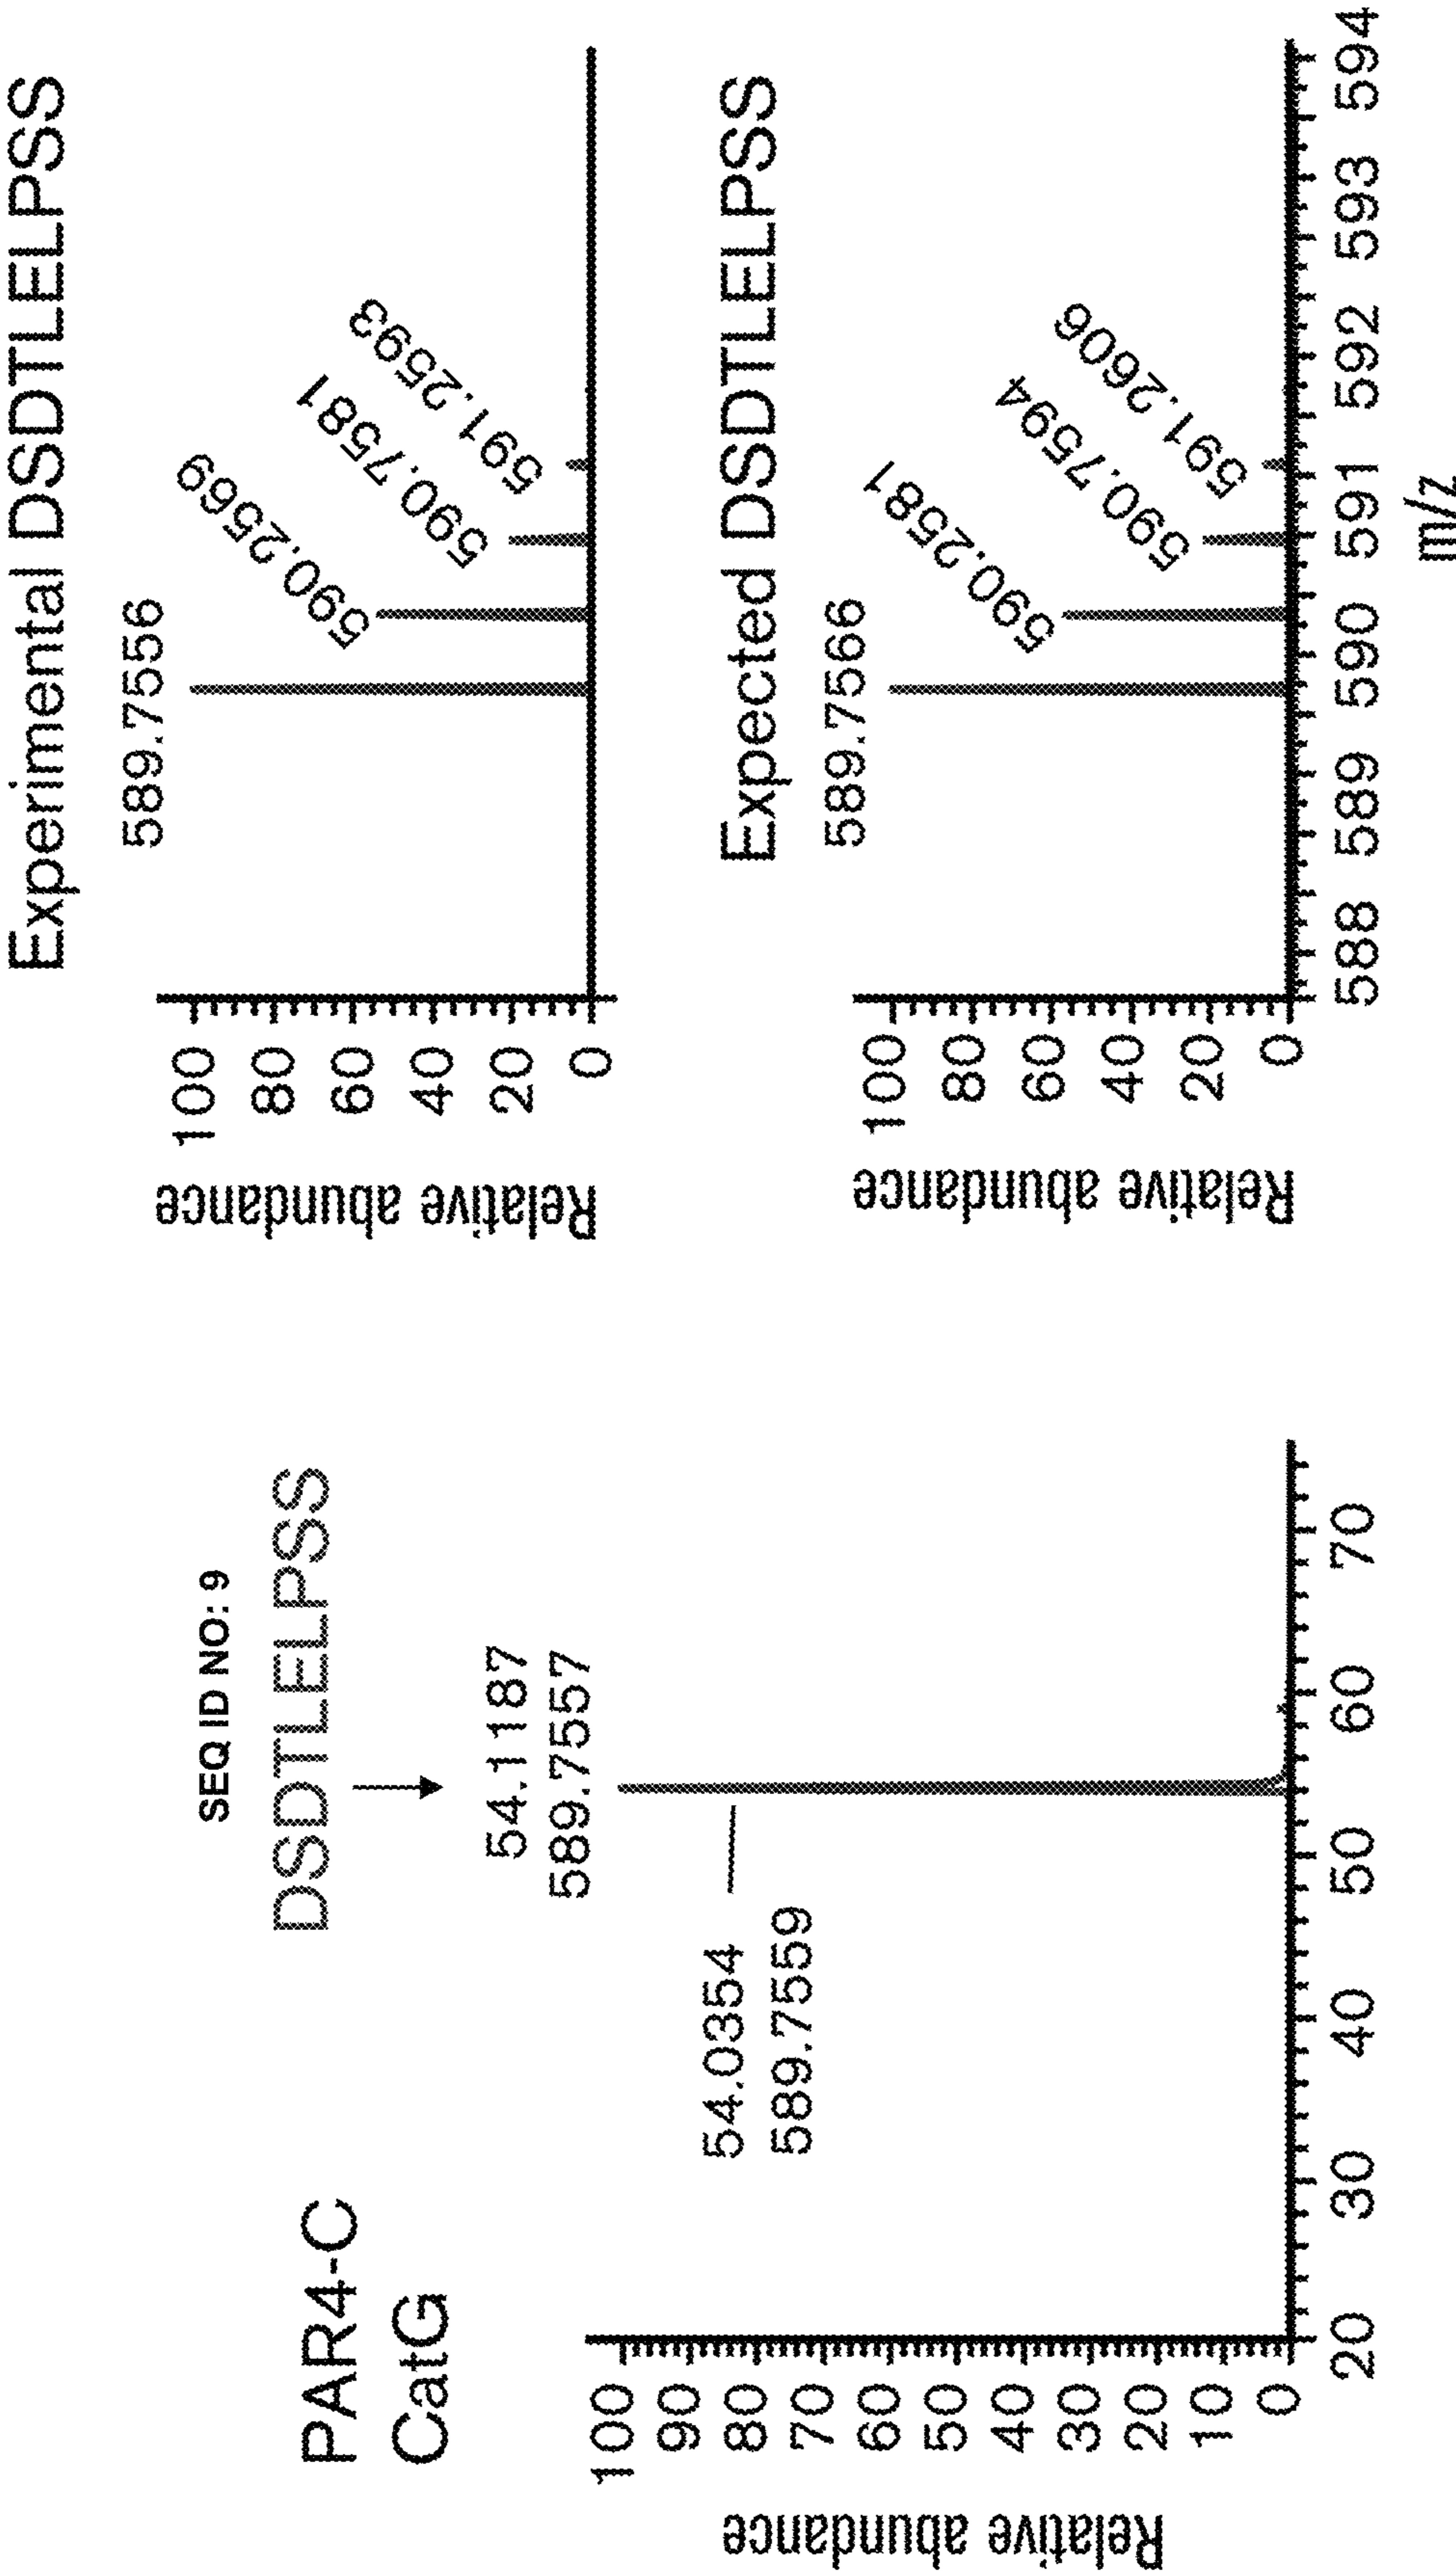 PAR4-C
CatG
SEQ ID NO: 9
DSDTLELPSS
54.1187
589.7557
54.0354
589.7559
Relative abundance
100
90
80
70
60
50
40
30
20
10
0
20 30 40 50 60 70
Experimental DSDTLELPSS
589.7556
590.2569
590.7581
591.2593
Relative abundance
100
80
60
40
20
0
Expected DSDTLELPSS
589.7566
590.2581
590.7594
591.2606
Relative abundance
100
80
60
40
20
0
588 589 590 591 592 593 594
m/z